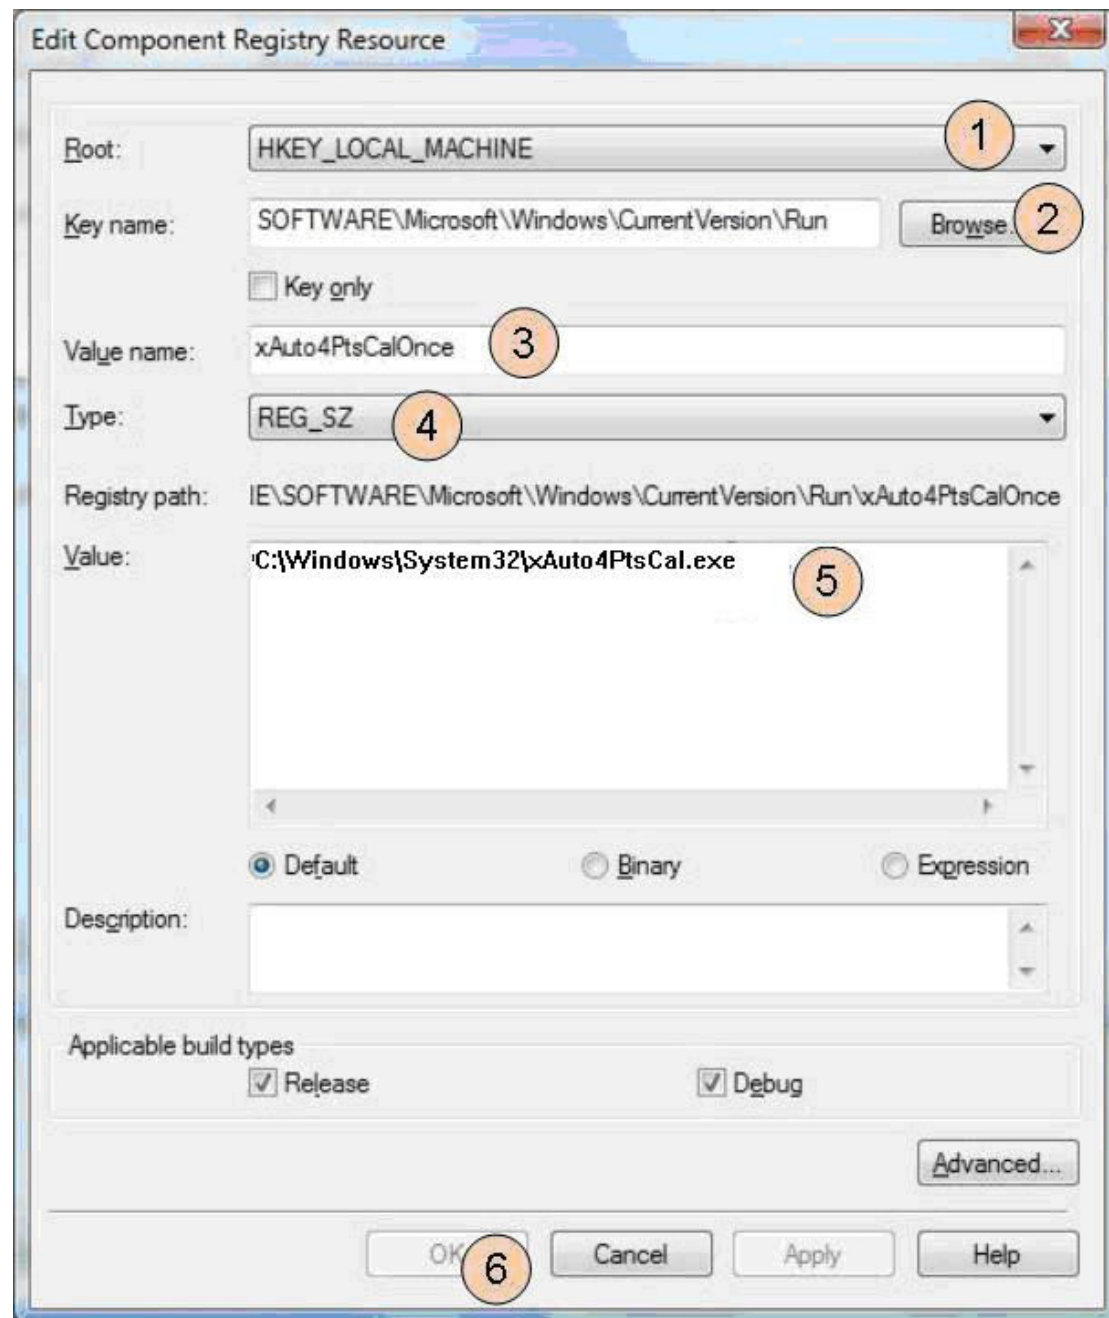 Edit Component Registry Resource
Root: HKEY_LOCAL_MACHINE 1
Key name: SOFTWARE\Microsoft\Windows\CurrentVersion\Run Browse. 2
Key only
Value name: xAuto4PtsCalOnce 3
Type: REG_SZ 4
Registry path: IE\SOFTWARE\Microsoft\Windows\CurrentVersion\Run\xAuto4PtsCalOnce
Value: C:\Windows\System32\xAuto4PtsCal.exe 5
Default Binary Expression
Description:
Applicable build types
Release Debug
Advanced...
OK 6 Cancel Apply Help